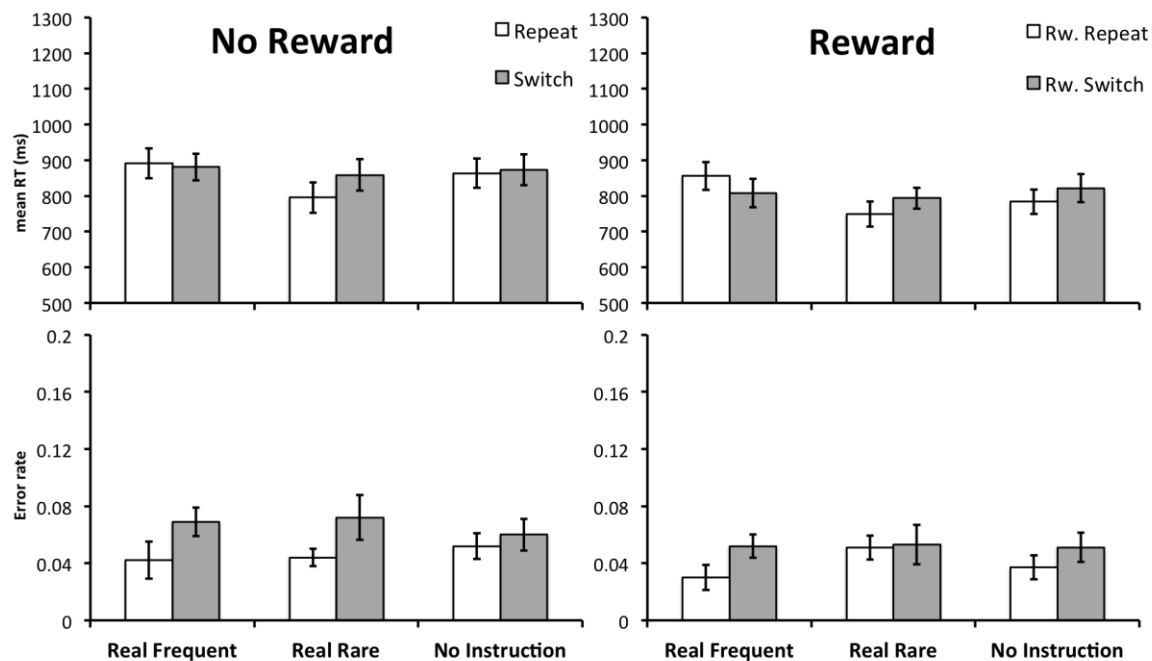 No Reward
Repeat
Switch
1300
1200
1100
1000
900
800
700
600
500
mean RT (ms)
Reward
Rw. Repeat
Rw. Switch
1300
1200
1100
1000
900
800
700
600
500
0.2
0.16
0.12
0.08
0.04
0
Error rate
Real Frequent
Real Rare
No Instruction
0.2
0.16
0.12
0.08
0.04
0
Real Frequent
Real Rare
No Instruction